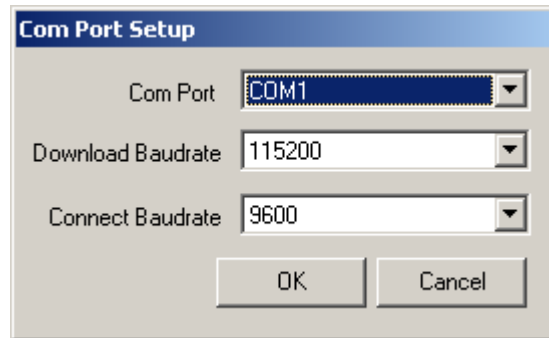 Com Port Setup
Com Port COM1
Download Baudrate 115200
Connect Baudrate 9600
OK Cancel